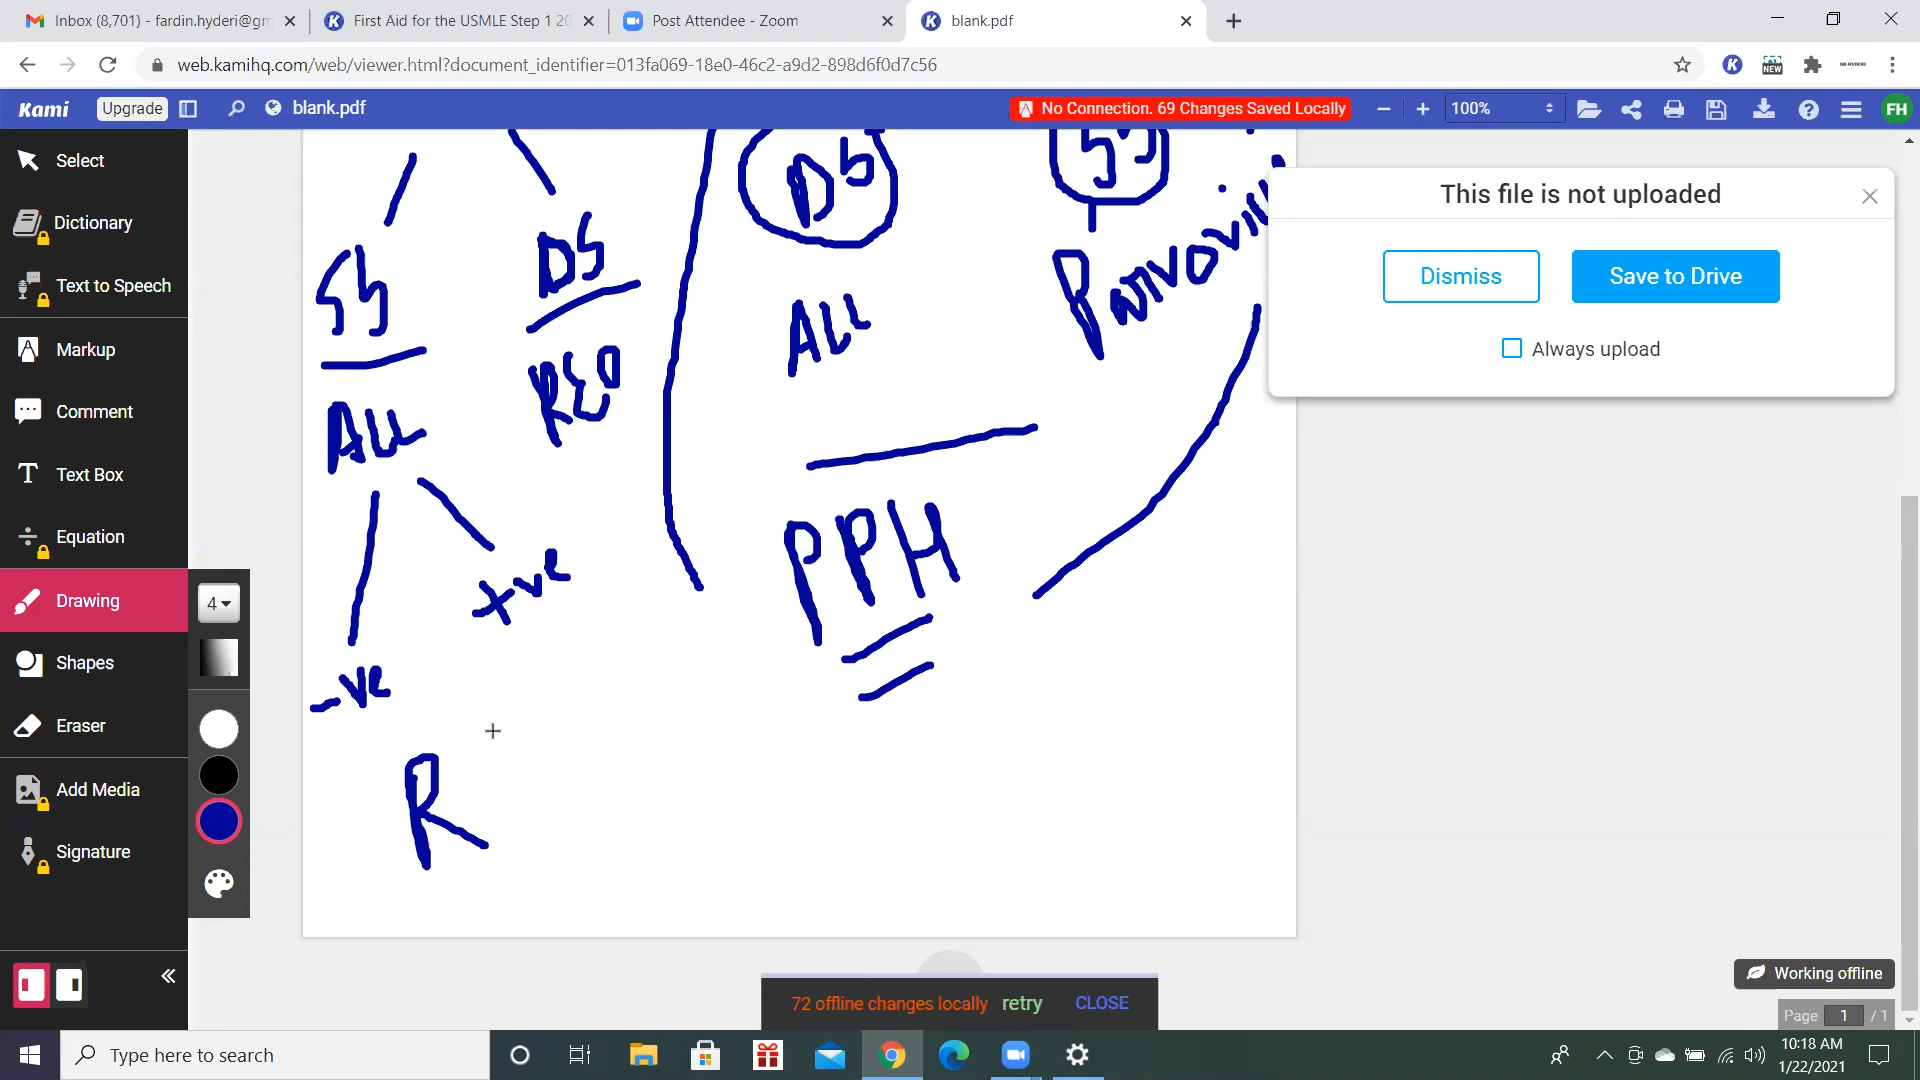 Inbox (8,701) - fardin.hyderi@gm
First Aid for the USMLE Step 1 20
Post Attendee - Zoom
blank.pdf
web.kamihq.com/web/viewer.html?document_identifier=013fa069-18e0-46c2-a9d2-898d6f0d7c56
NEW
Kami
Upgrade
blank.pdf
No Connection. 69 Changes Saved Locally
100%
FH
Select
Dictionary
Text to Speech
Markup
Comment
Text Box
Equation
Drawing
Shapes
Eraser
Add Media
Signature
4
This file is not uploaded
Dismiss
Save to Drive
Always upload
DS
SS
Parvovi
SS
DS
ALL
REO
ALL
PPH
+ve
-ve
R
72 offline changes locally retry CLOSE
Working offline
Page 1 / 1
Type here to search
10:18 AM
1/22/2021